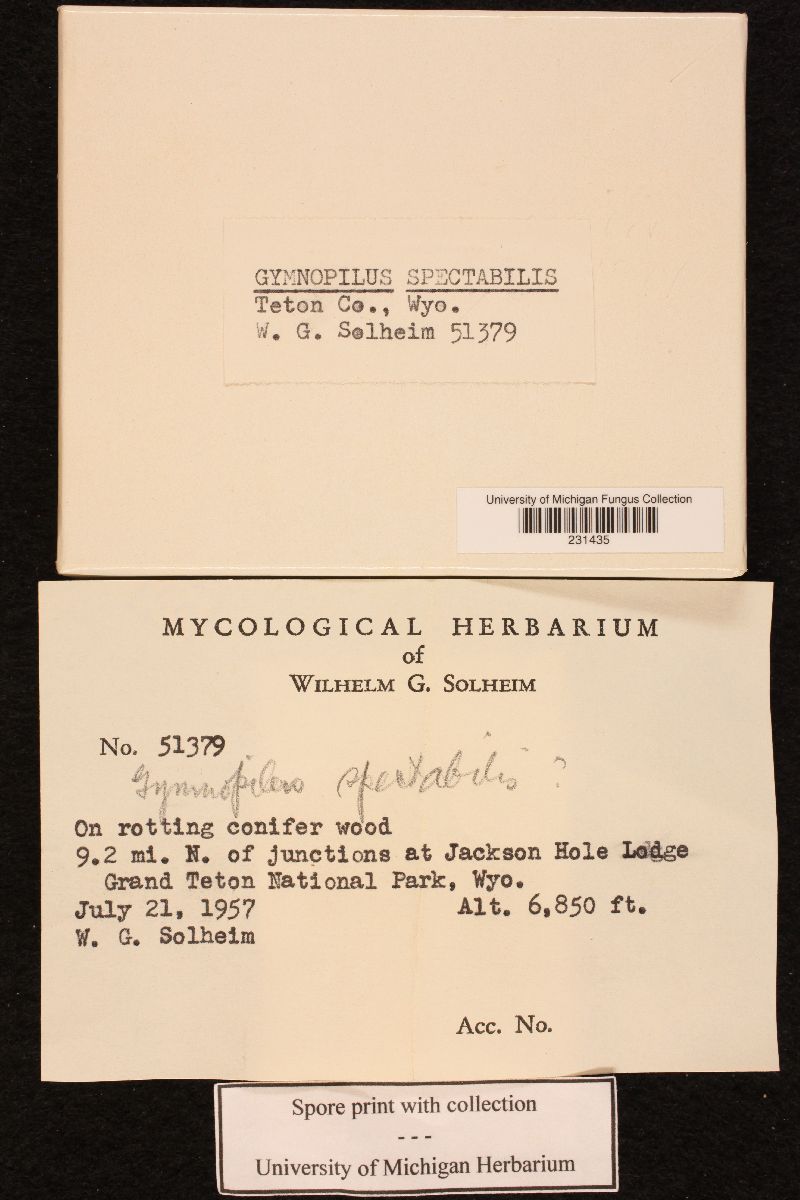 GYMNOPILUS SPECTABILIS
Teton Co., Wyo.
W. G. Solheim 51379
University of Michigan Fungus Collection
231435
MYCOLOGICAL HERBARIUM
of
WILHELM G. SOLHEIM
No. 51379
Gymnopilus spectabilis ?
On rotting conifer wood
9.2 mi. N. of junctions at Jackson Hole Lodge
Grand Teton National Park, Wyo.
July 21, 1957 Alt. 6,850 ft.
W. G. Solheim
Acc. No.
Spore print with collection
---
University of Michigan Herbarium